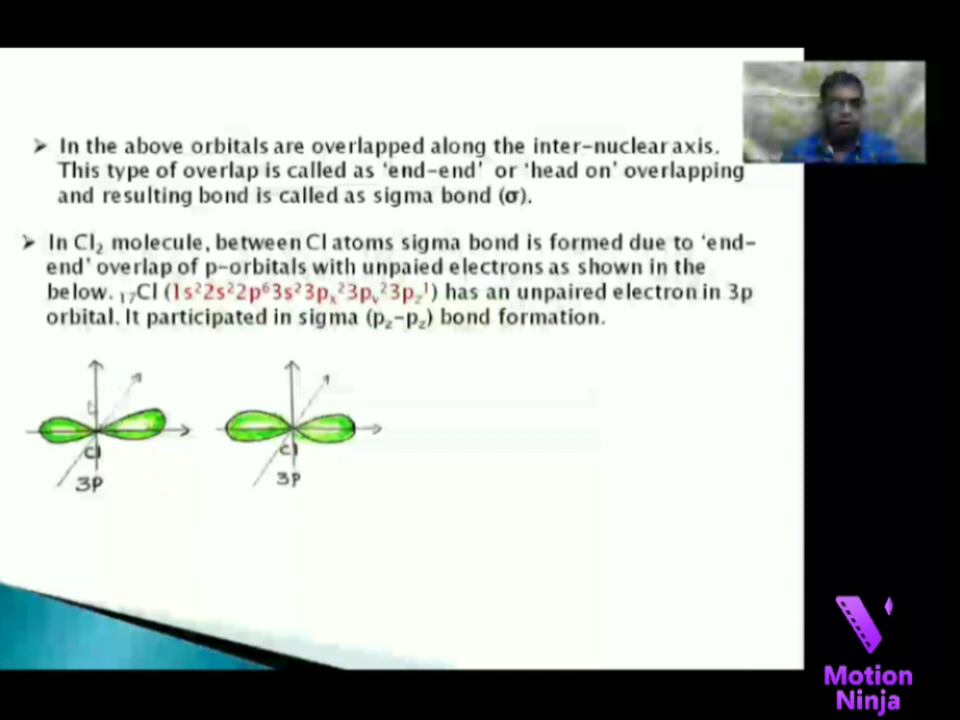 ➤ In the above orbitals are overlapped along the inter-nuclear axis.
This type of overlap is called as ‘end-end’ or ‘head on’ overlapping
and resulting bond is called as sigma bond (σ).
➤ In Cl₂ molecule, between Cl atoms sigma bond is formed due to ‘end-
end’ overlap of p-orbitals with unpaied electrons as shown in the
below. ₁₇Cl (1s²2s²2p⁶3s²3pₓ²3pᵧ²3p_z¹) has an unpaired electron in 3p
orbital. It participated in sigma (p_z-p_z) bond formation.
Cl
Cl
3P
3P
Motion
Ninja